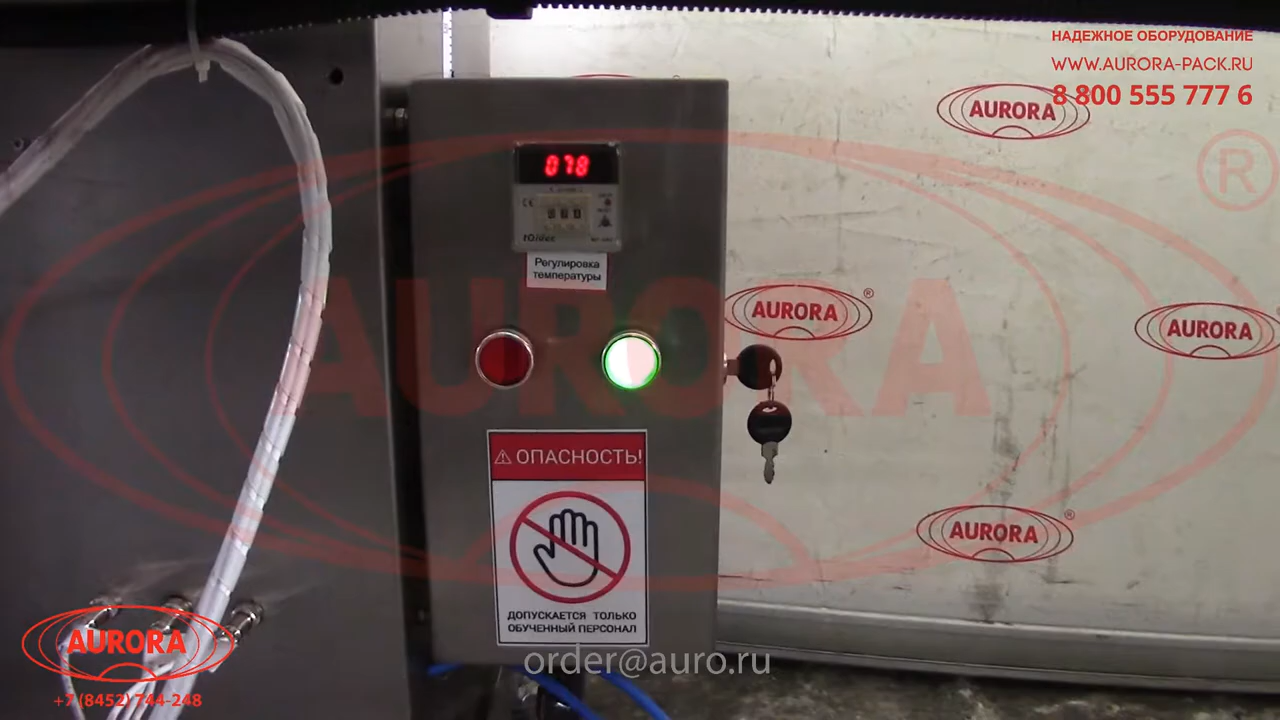 НАДЕЖНОЕ ОБОРУДОВАНИЕ
WWW.AURORA-PACK.RU
8 800 555 777 6
AURORA
®
078
CE
Регулировка
температуры
AURORA
AURORA ®
AURORA
⚠ ОПАСНОСТЬ!
AURORA ®
ДОПУСКАЕТСЯ ТОЛЬКО
ОБУЧЕННЫЙ ПЕРСОНАЛ
AURORA
order@auro.ru
+7 (8452) 744-248